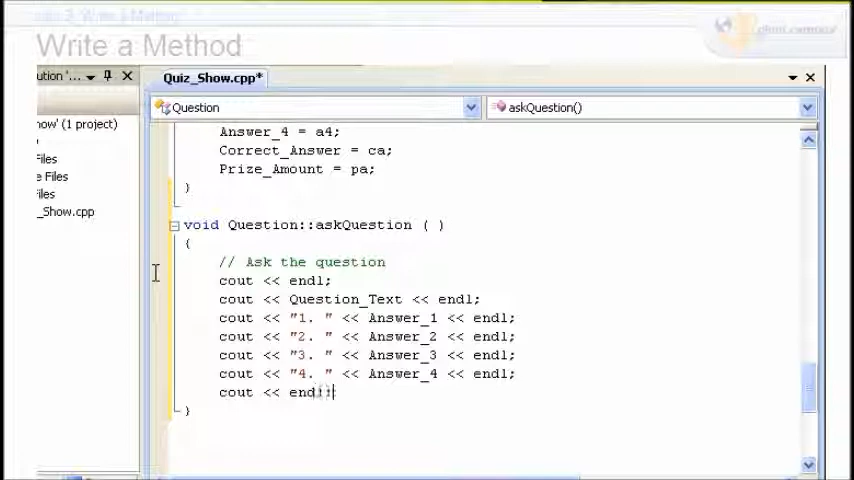 Write a Method
ution '...
Quiz_Show.cpp*
Question
askQuestion()
how' (1 project)
Files
e Files
Files
_Show.cpp
Answer_4 = a4;
Correct_Answer = ca;
Prize_Amount = pa;
}
void Question::askQuestion ( )
{
// Ask the question
cout << endl;
cout << Question_Text << endl;
cout << "1. " << Answer_1 << endl;
cout << "2. " << Answer_2 << endl;
cout << "3. " << Answer_3 << endl;
cout << "4. " << Answer_4 << endl;
cout <<
}